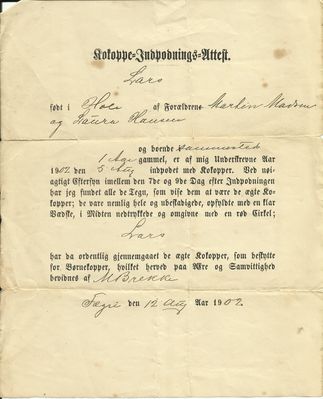 Kokoppe-Indpodnings-Attest.
Lars
født i Hole af Forældrene Martin Madsen
og Laura Hansen
og boende sammested
1 Aar gammel, er af mig Underskrevne Aar
1902 den 5 Aug indpodet med Kokopper. Ved nøi-
agtigt Eftersyn imellem den 7de og 9de Dag efter Indpodningen
har jeg fundet alle de Tegn, som vise dem at være de ægte Ko-
kopper; de vare nemlig hele og ubeskadigede, opfyldte med en klar
Vædske, i Midten nedtrykkede og omgivne med en rød Cirkel;
Lars
har da ordentlig gjennemgaaet de ægte Kokopper, som beskytte
for Børnekopper, hvilket herved paa Ære og Samvittighed
bevidnes af M Brekke
den 12 Aug Aar 1902.